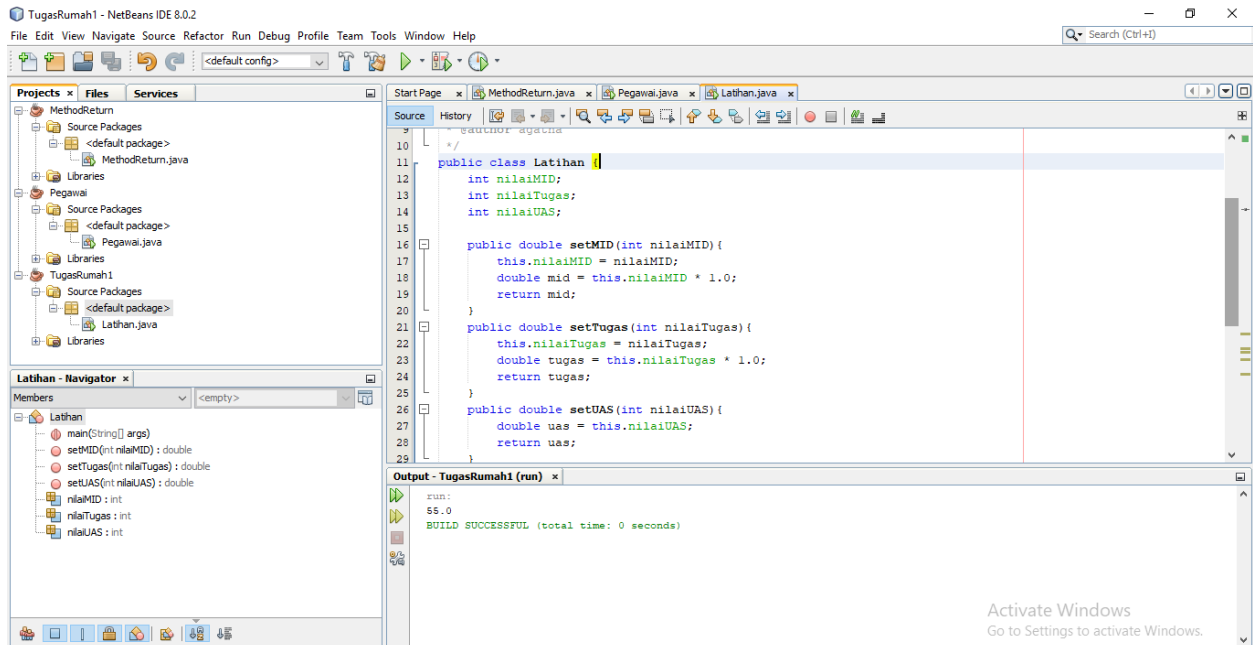 TugasRumah1 - NetBeans IDE 8.0.2
File Edit View Navigate Source Refactor Run Debug Profile Team Tools Window Help
Search (Ctrl+I)
<default config>
Projects Files Services
MethodReturn
Source Packages
<default package>
MethodReturn.java
Libraries
Pegawai
Source Packages
<default package>
Pegawai.java
Libraries
TugasRumah1
Source Packages
<default package>
Latihan.java
Libraries
Latihan - Navigator
Members
<empty>
Latihan
main(String[] args)
setMID(int nilaiMID) : double
setTugas(int nilaiTugas) : double
setUAS(int nilaiUAS) : double
nilaiMID : int
nilaiTugas : int
nilaiUAS : int
Start Page MethodReturn.java Pegawai.java Latihan.java
Source History
9 * @author agatha
10 */
11 public class Latihan {
12 int nilaiMID;
13 int nilaiTugas;
14 int nilaiUAS;
15
16 public double setMID(int nilaiMID){
17 this.nilaiMID = nilaiMID;
18 double mid = this.nilaiMID * 1.0;
19 return mid;
20 }
21 public double setTugas(int nilaiTugas){
22 this.nilaiTugas = nilaiTugas;
23 double tugas = this.nilaiTugas * 1.0;
24 return tugas;
25 }
26 public double setUAS(int nilaiUAS){
27 double uas = this.nilaiUAS;
28 return uas;
29 }
Output - TugasRumah1 (run)
run:
55.0
BUILD SUCCESSFUL (total time: 0 seconds)
Activate Windows
Go to Settings to activate Windows.